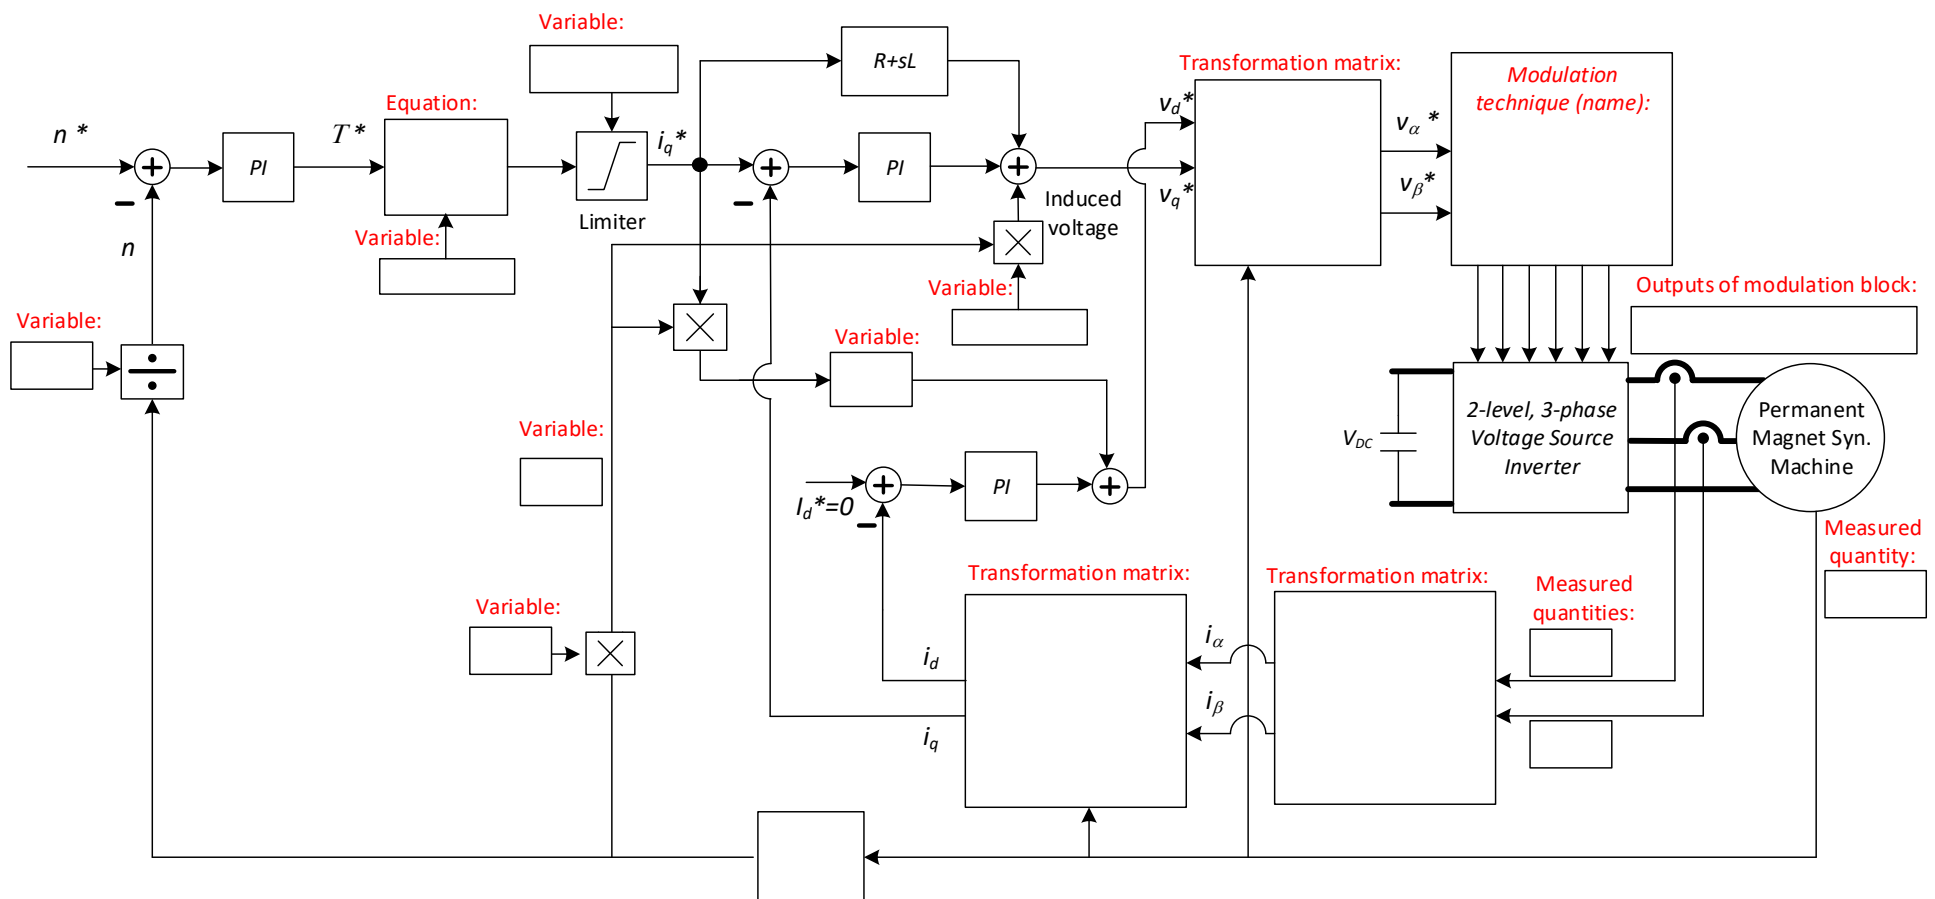 Variable:
R+sL
Transformation matrix:
Modulation
technique (name):
Equation:
n*
T*
i_q*
v_d*
v_q*
v_α*
v_β*
PI
PI
Limiter
Induced
voltage
n
Variable:
Variable:
Outputs of modulation block:
Variable:
Variable:
V_DC
2-level, 3-phase
Voltage Source
Inverter
Permanent
Magnet Syn.
Machine
Variable:
I_d*=0
PI
Measured
quantity:
Transformation matrix:
Transformation matrix:
Measured
quantities:
Variable:
i_d
i_q
i_α
i_β